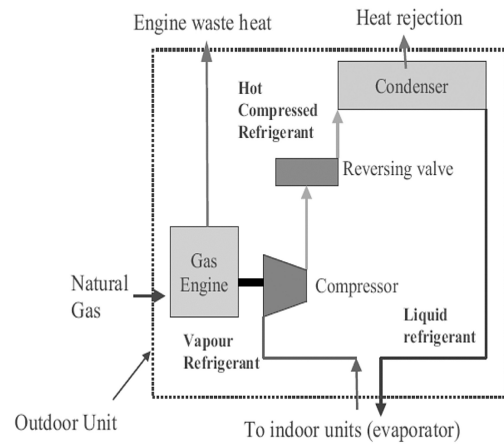 Engine waste heat
Heat rejection
Condenser
Hot
Compressed
Refrigerant
Reversing valve
Gas
Engine
Natural
Gas
Compressor
Vapour
Refrigerant
Liquid
refrigerant
Outdoor Unit
To indoor units (evaporator)